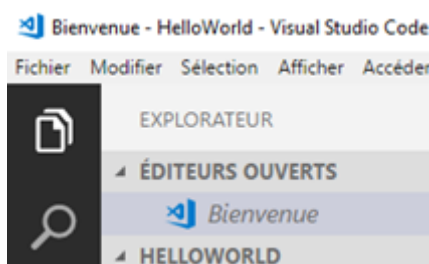 Bienvenue - HelloWorld - Visual Studio Code
Fichier Modifier Sélection Afficher Accéder
EXPLORATEUR
ÉDITEURS OUVERTS
Bienvenue
HELLOWORLD